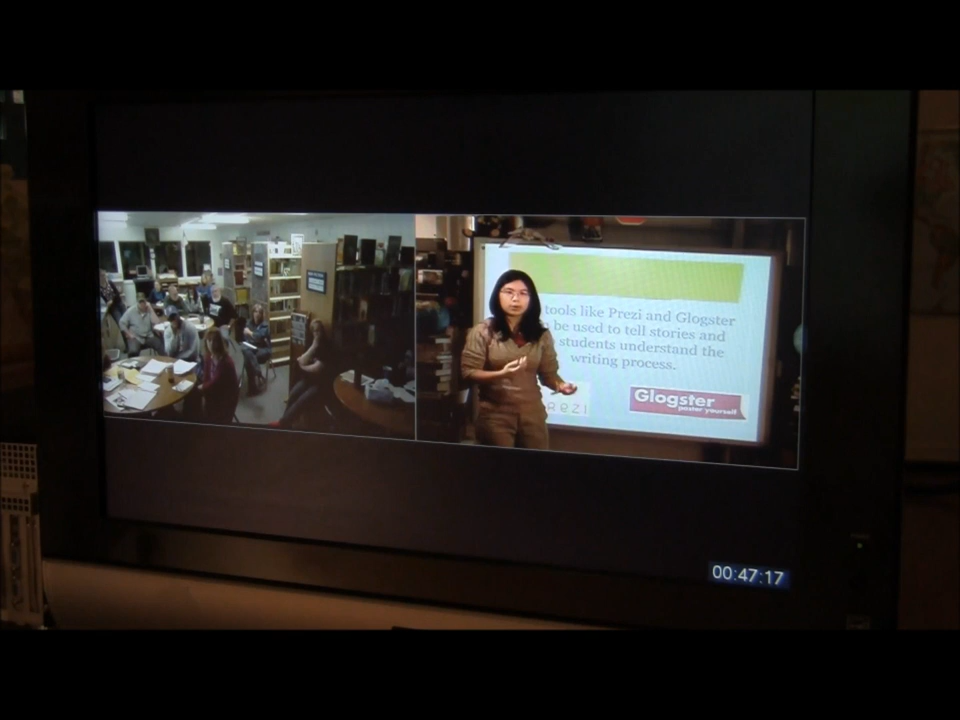 tools like Prezi and Glogster
be used to tell stories and
students understand the
writing process.
rezi
Glogster
poster yourself
00:47:17